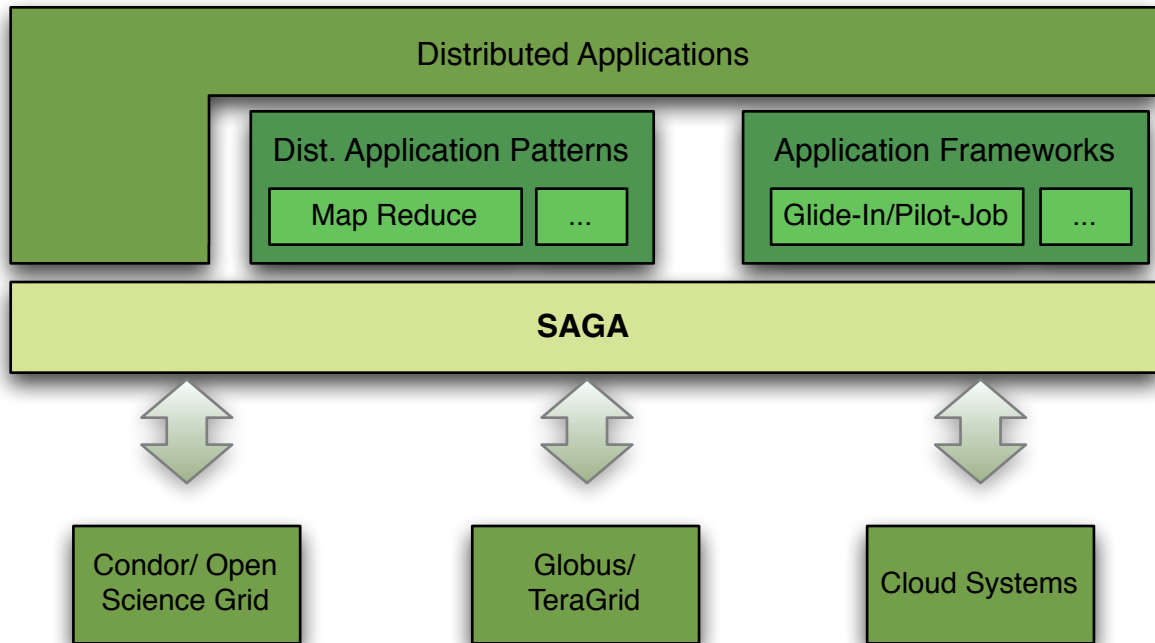 Distributed Applications
Dist. Application Patterns
Map Reduce
...
Application Frameworks
Glide-In/Pilot-Job
...
SAGA
Condor/ Open
Science Grid
Globus/
TeraGrid
Cloud Systems